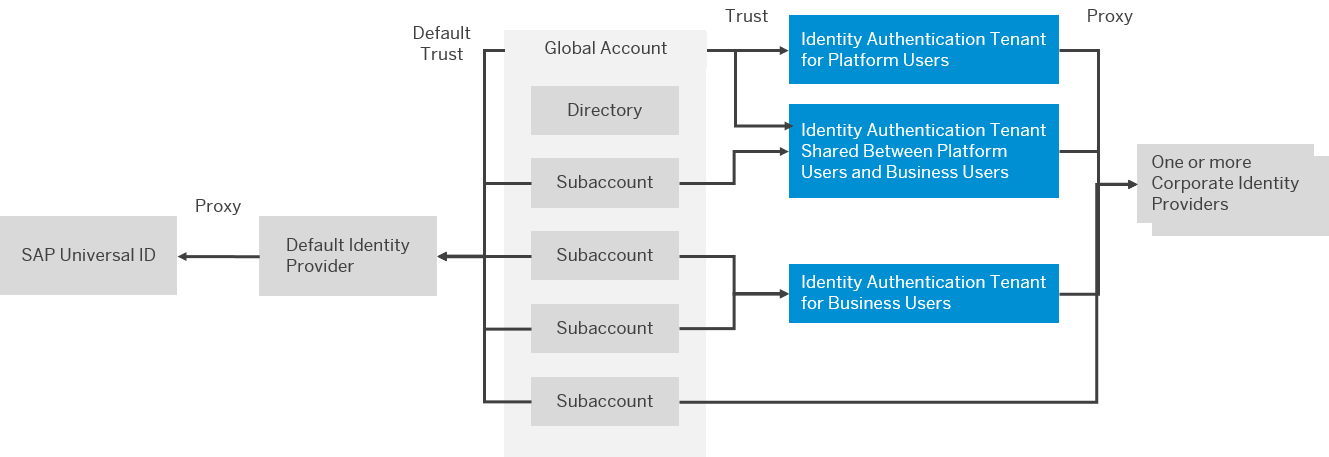 Default
Trust
Trust
Proxy
Global Account
Directory
Subaccount
Subaccount
Subaccount
Subaccount
Identity Authentication Tenant
for Platform Users
Identity Authentication Tenant
Shared Between Platform
Users and Business Users
Identity Authentication Tenant
for Business Users
One or more
Corporate Identity
Providers
Proxy
SAP Universal ID
Default Identity
Provider